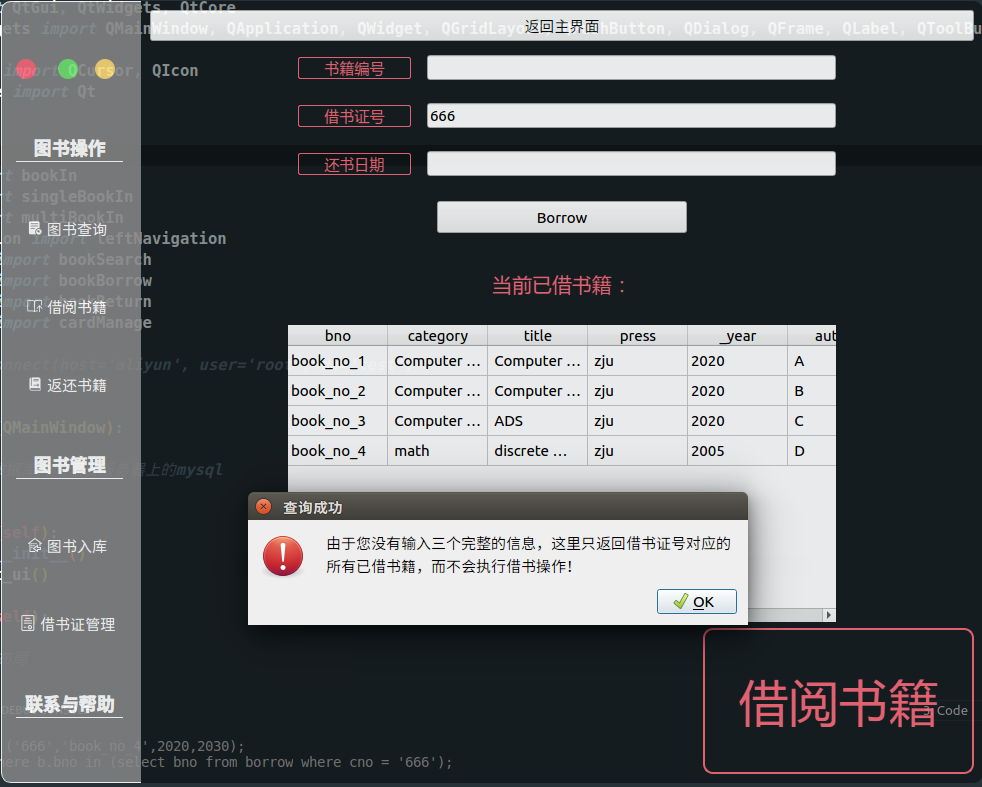 QtGui, QtWidgets, QtCore
ets import QMainWindow, QApplication, QWidget, QGridLayout, QPushButton, QDialog, QFrame, QLabel, QToolBu
返回主界面
import QCursor, QIcon
书籍编号
import Qt
借书证号
666
图书操作
还书日期
t bookIn
t singleBookIn
t multiBookIn
Borrow
图书查询
on import leftNavigation
import bookSearch
import bookBorrow
当前已借书籍：
借阅书籍
import bookReturn
import cardManage
bno category title press _year aut
book_no_1 Computer ... Computer ... zju 2020 A
返还书籍
book_no_2 Computer ... Computer ... zju 2020 B
book_no_3 Computer ... ADS zju 2020 C
QMainWindow):
book_no_4 math discrete ... zju 2005 D
图书管理
上的mysql
查询成功
self):
图书入库
__init__()
_ui()
由于您没有输入三个完整的信息，这里只返回借书证号对应的
所有已借书籍，而不会执行借书操作！
OK
借书证管理
联系与帮助
借阅书籍
Code
('666','book_no_4',2020,2030);
here b.bno in (select bno from borrow where cno = '666');